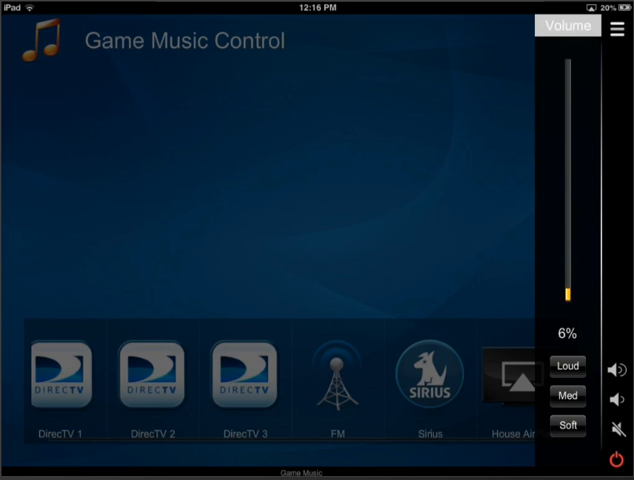 iPad
12:16 PM
20%
Game Music Control
Volume
6%
Loud
Med
Soft
DIRECTV
DIRECTV
DIRECTV
SIRIUS
DirecTV 1
DirecTV 2
DirecTV 3
FM
Sirius
House Air
Game Music